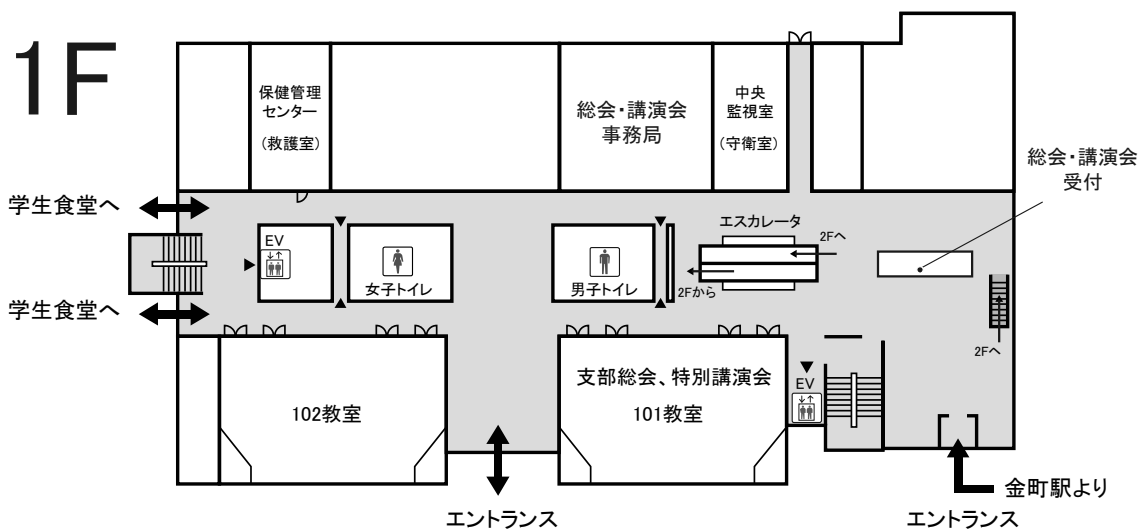 1F
保健管理
センター
(救護室)
総会・講演会
事務局
中央
監視室
(守衛室)
総会・講演会
受付
学生食堂へ
エスカレータ
2Fへ
EV
女子トイレ
男子トイレ
2Fから
学生食堂へ
2Fへ
102教室
支部総会、特別講演会
101教室
EV
金町駅より
エントランス
エントランス